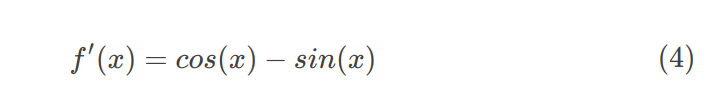 f′(x) = cos(x) − sin(x) (4)